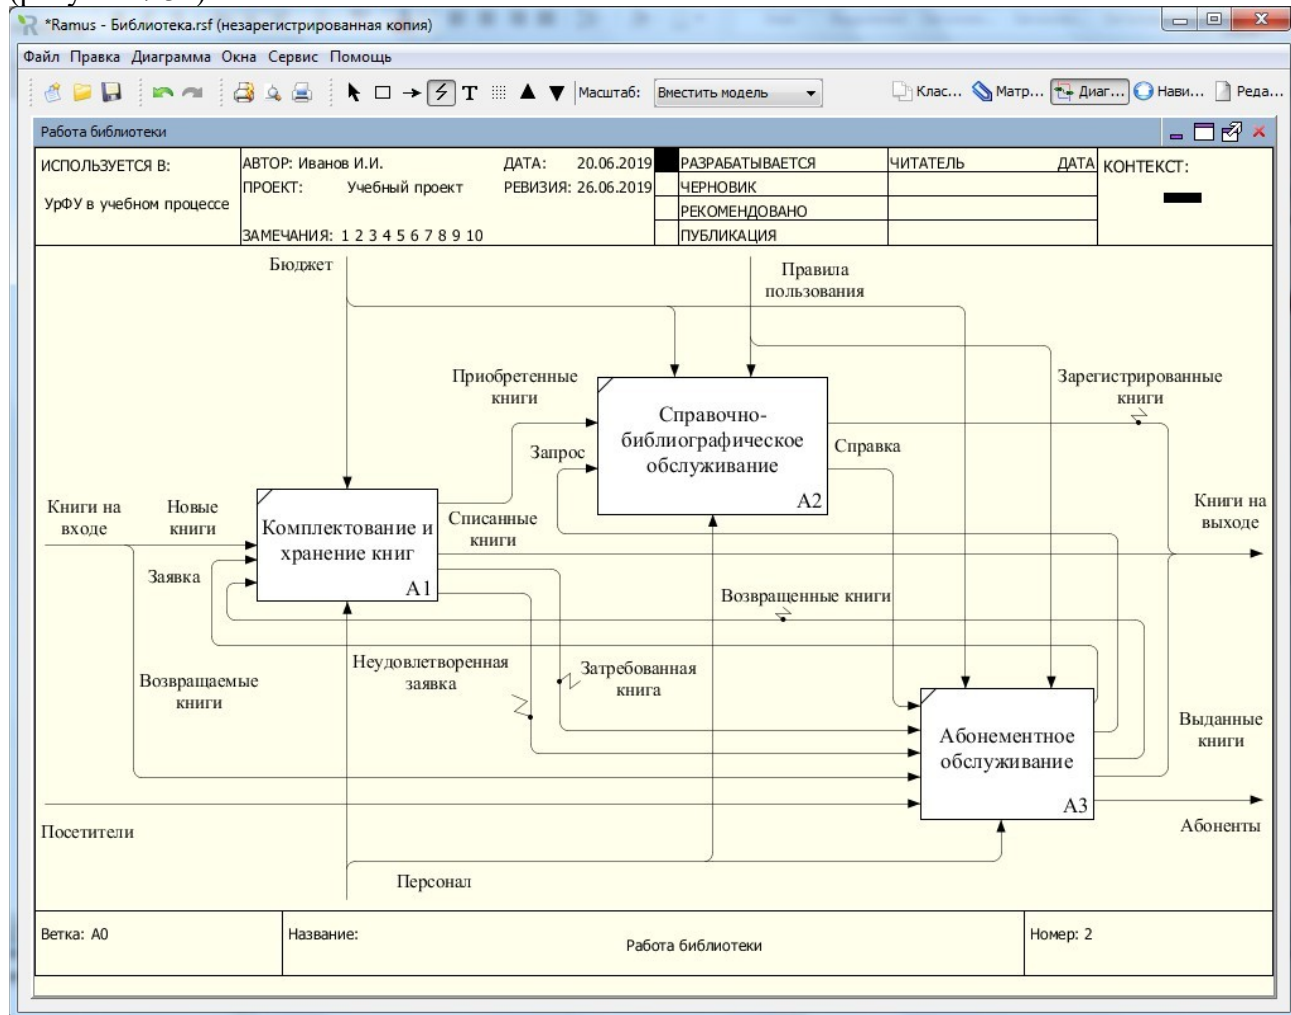 *Ramus - Библиотека.rsf (незарегистрированная копия)
Файл Правка Диаграмма Окна Сервис Помощь
T Масштаб: Вместить модель Клас... Матр... Диаг... Нави... Реда...
Работа библиотеки
ИСПОЛЬЗУЕТСЯ В:
УрФУ в учебном процессе
АВТОР: Иванов И.И. ДАТА: 20.06.2019
ПРОЕКТ: Учебный проект РЕВИЗИЯ: 26.06.2019
ЗАМЕЧАНИЯ: 1 2 3 4 5 6 7 8 9 10
РАЗРАБАТЫВАЕТСЯ
ЧЕРНОВИК
РЕКОМЕНДОВАНО
ПУБЛИКАЦИЯ
ЧИТАТЕЛЬ ДАТА
КОНТЕКСТ:
Бюджет
Правила
пользования
Приобретенные
книги
Зарегистрированные
книги
Справочно-
библиографическое
обслуживание
A2
Запрос
Справка
Книги на
входе
Новые
книги
Комплектование и
хранение книг
A1
Списанные
книги
Книги на
выходе
Заявка
Возвращенные книги
Возвращаемые
книги
Неудовлетворенная
заявка
Затребованная
книга
Абонементное
обслуживание
A3
Выданные
книги
Посетители
Абоненты
Персонал
Ветка: A0
Название:
Работа библиотеки
Номер: 2